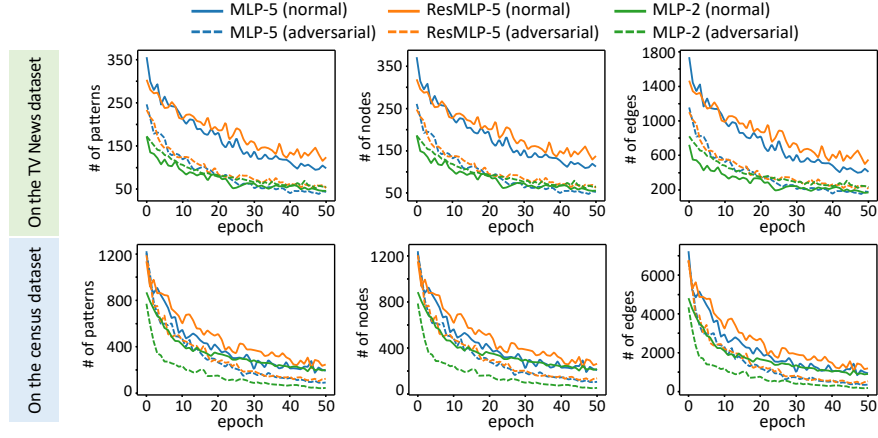 MLP-5 (normal) ResMLP-5 (normal) MLP-2 (normal)
MLP-5 (adversarial) ResMLP-5 (adversarial) MLP-2 (adversarial)
On the TV News dataset
# of patterns
350
250
150
50
0 10 20 30 40 50
epoch
# of nodes
350
250
150
50
0 10 20 30 40 50
epoch
# of edges
1800
1400
1000
600
200
0 10 20 30 40 50
epoch
On the census dataset
# of patterns
1200
800
400
0
0 10 20 30 40 50
epoch
# of nodes
1200
800
400
0
0 10 20 30 40 50
epoch
# of edges
6000
4000
2000
0
0 10 20 30 40 50
epoch